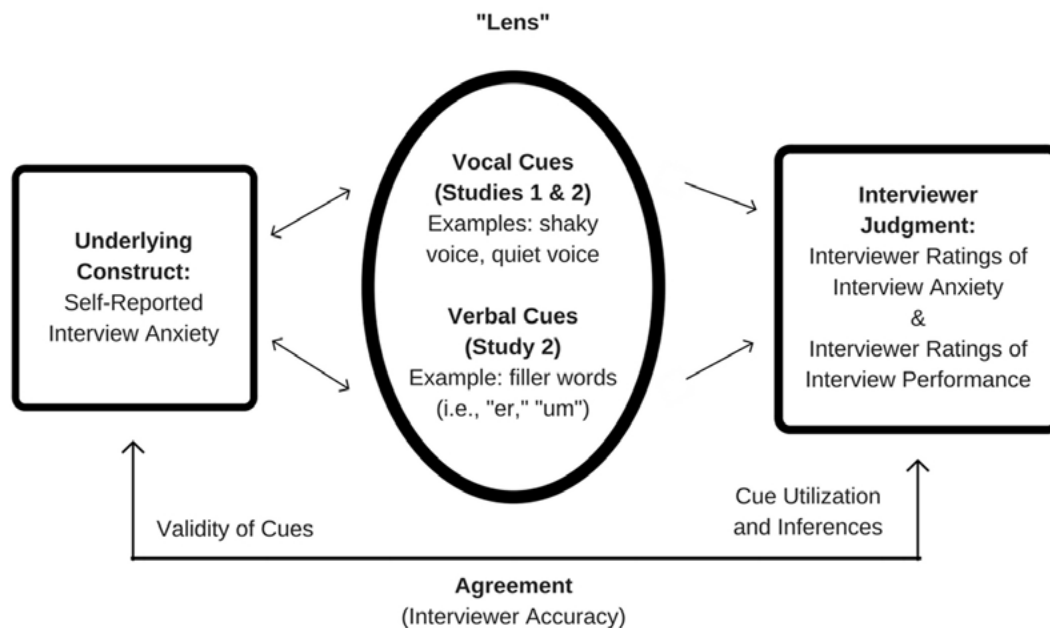 "Lens"
Underlying
Construct:
Self-Reported
Interview Anxiety
Vocal Cues
(Studies 1 & 2)
Examples: shaky
voice, quiet voice
Verbal Cues
(Study 2)
Example: filler words
(i.e., "er," "um")
Interviewer
Judgment:
Interviewer Ratings of
Interview Anxiety
&
Interviewer Ratings of
Interview Performance
Validity of Cues
Cue Utilization
and Inferences
Agreement
(Interviewer Accuracy)